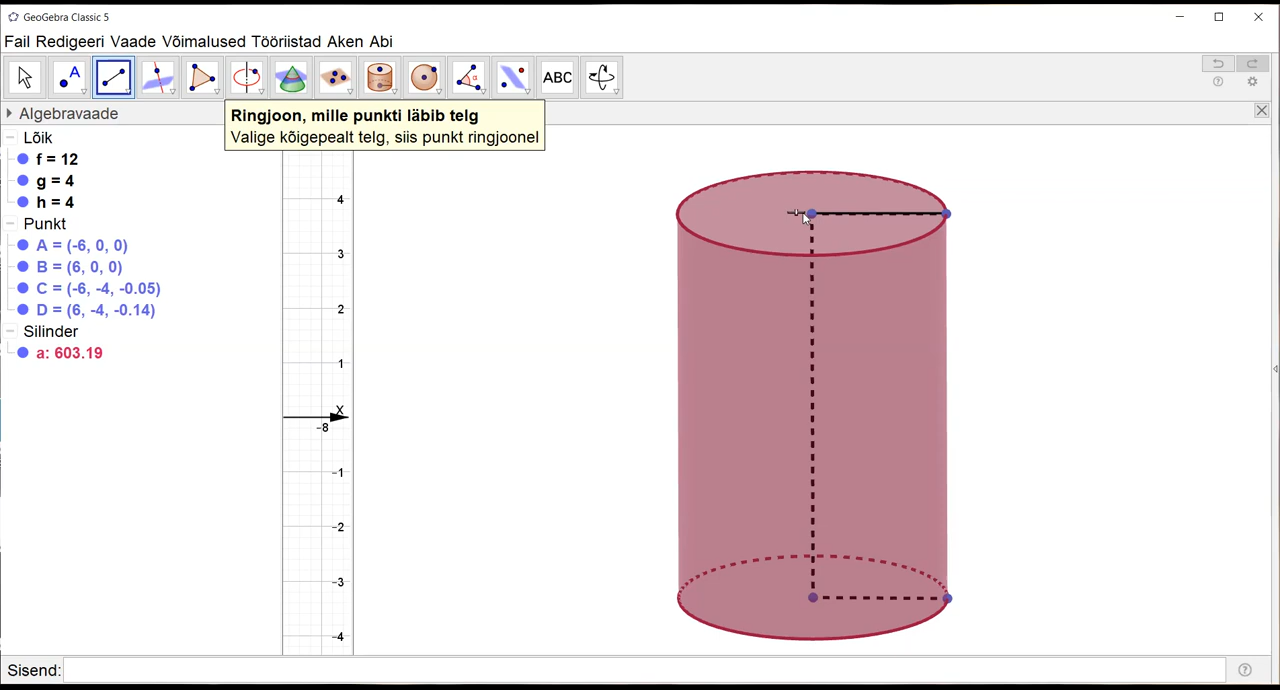 GeoGebra Classic 5
Fail Redigeeri Vaade Võimalused Tööriistad Aken Abi
A
α
ABC
Ringjoon, mille punkti läbib telg
Valige kõigepealt telg, siis punkt ringjoonel
Algebravaade
Lõik
f = 12
g = 4
h = 4
Punkt
A = (-6, 0, 0)
B = (6, 0, 0)
C = (-6, -4, -0.05)
D = (6, -4, -0.14)
Silinder
a: 603.19
4
3
2
1
X
-8
-1
-2
-3
-4
Sisend: